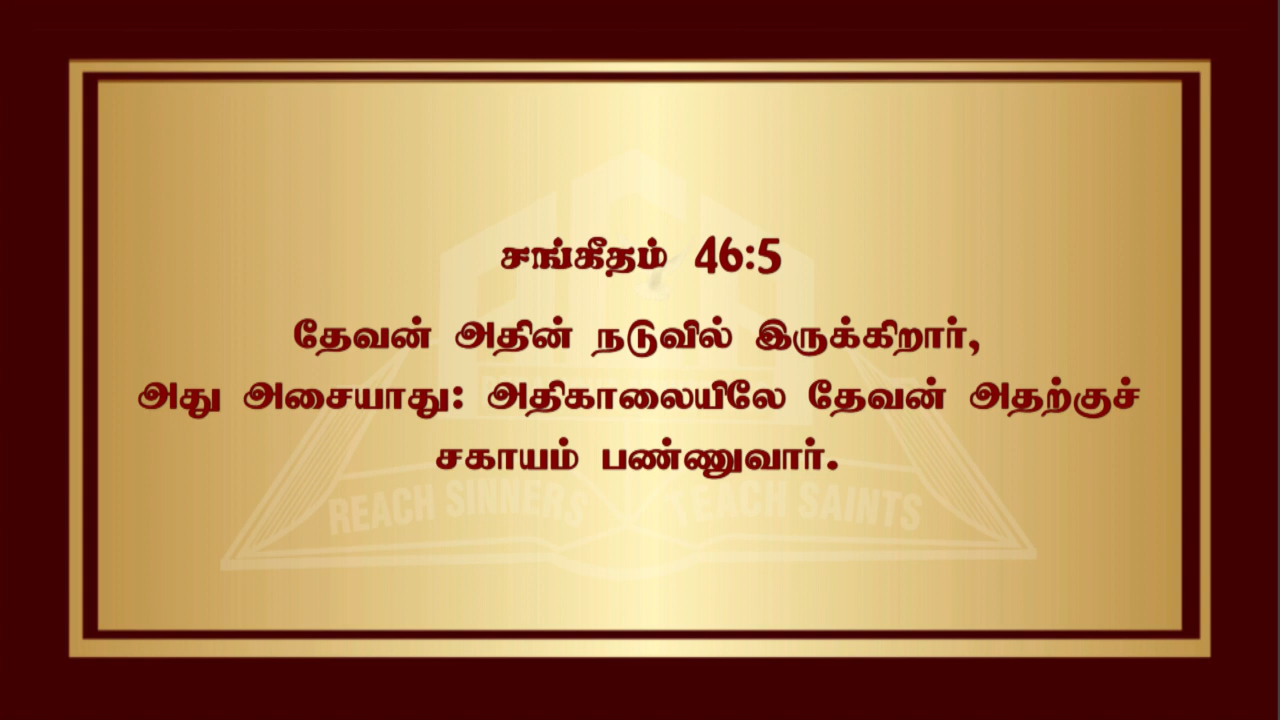 சங்கீதம் 46:5
தேவன் அதின் நடுவில் இருக்கிறார்,
அது அசையாது: அதிகாலையிலே தேவன் அதற்குச்
சகாயம் பண்ணுவார்.
REACH SINNERS TEACH SAINTS